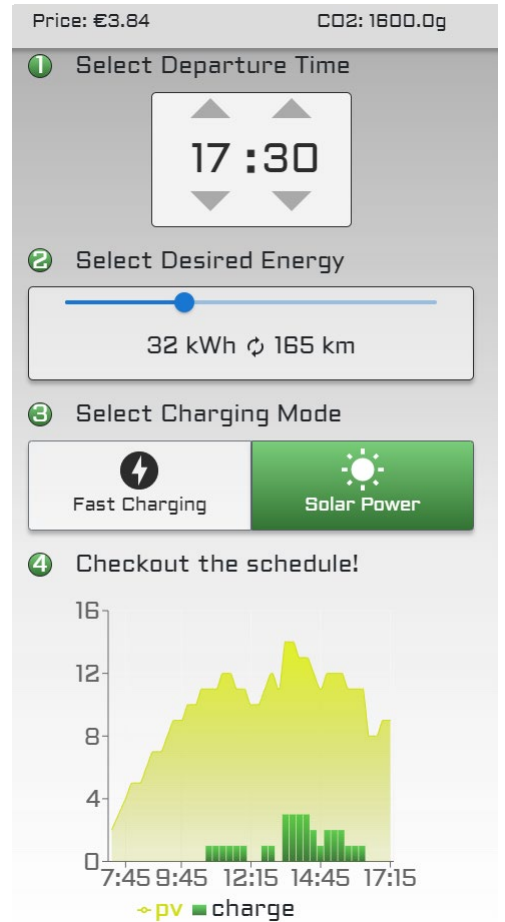 Price: €3.84 CO2: 1600.0g
1 Select Departure Time
17 : 30
2 Select Desired Energy
32 kWh 165 km
3 Select Charging Mode
Fast Charging Solar Power
4 Checkout the schedule!
16
12
8
4
0
7:45 9:45 12:15 14:45 17:15
pv charge